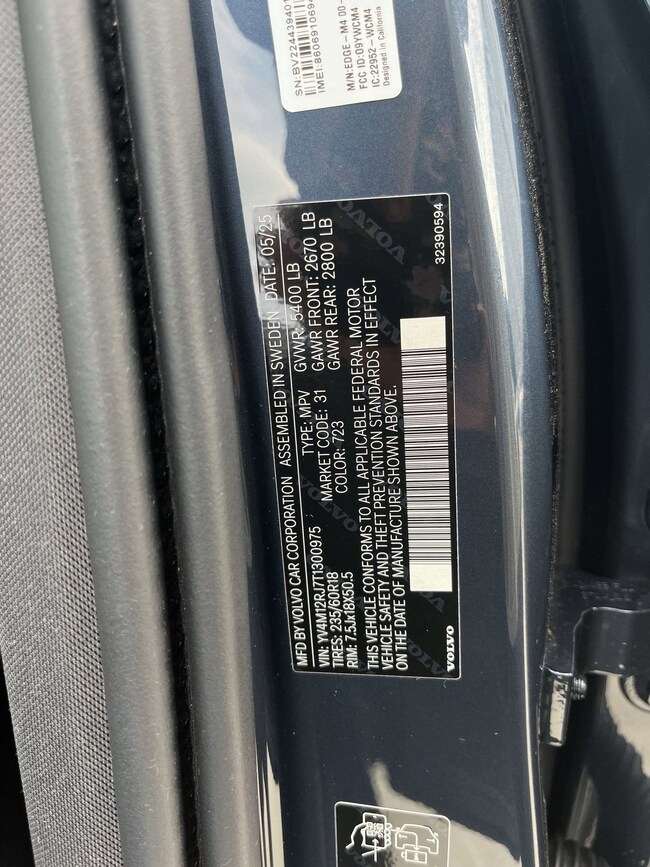 SN:BV224439401
IMEI:8606910694
M/N:EDGE-M4 00-
FCC ID:09YWCM4
IC:22952-WCM4
Designed in California
MFD BY VOLVO CAR CORPORATION ASSEMBLED IN SWEDEN DATE: 05/25
VIN: YV4M12RJ7T1300975 TYPE: MPV GVWR: 5400 LB
TIRES: 235/60R18 MARKET CODE: 31 GAWR FRONT: 2670 LB
RIM: 7.5Jx18x50.5 COLOR: 723 GAWR REAR: 2800 LB
THIS VEHICLE CONFORMS TO ALL APPLICABLE FEDERAL MOTOR
VEHICLE SAFETY AND THEFT PREVENTION STANDARDS IN EFFECT
ON THE DATE OF MANUFACTURE SHOWN ABOVE.
VOLVO 32390594